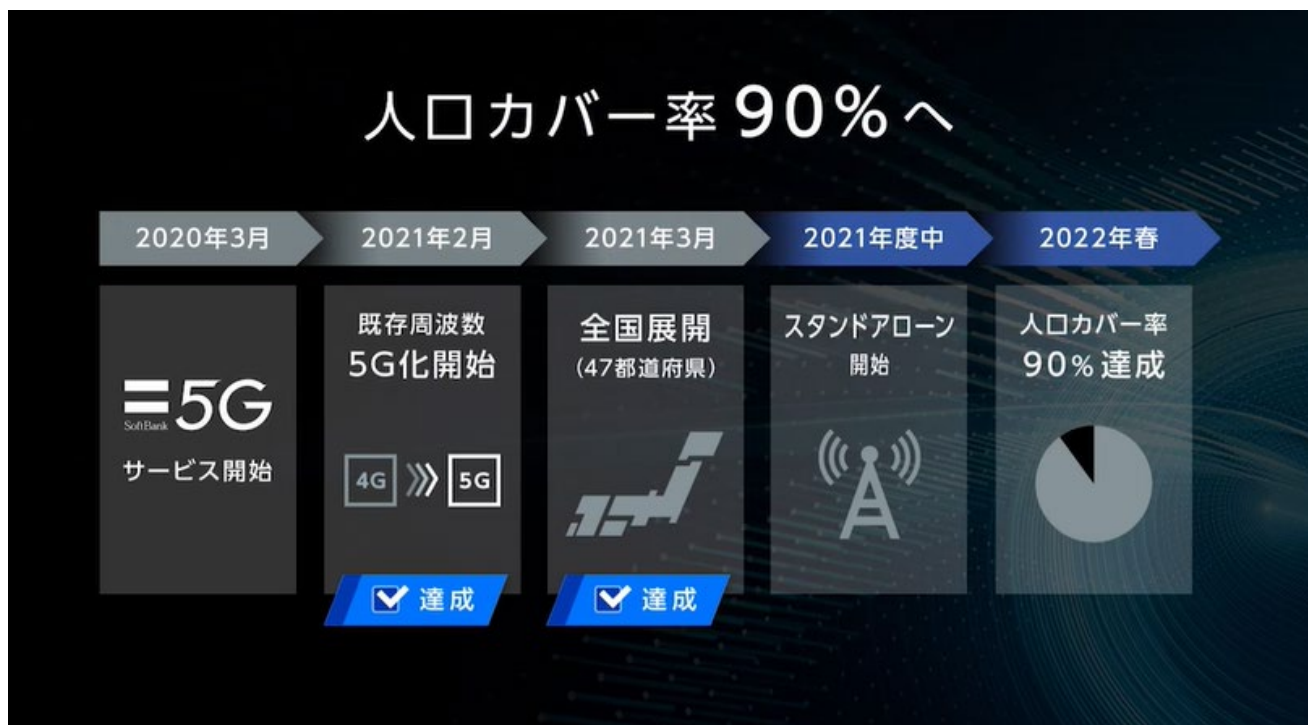 人口カバー率 90% へ
2020年3月
2021年2月
2021年3月
2021年度中
2022年春
SoftBank 5G
サービス開始
既存周波数
5G化開始
4G 5G
達成
全国展開
(47都道府県)
達成
スタンドアローン
開始
人口カバー率
90%達成